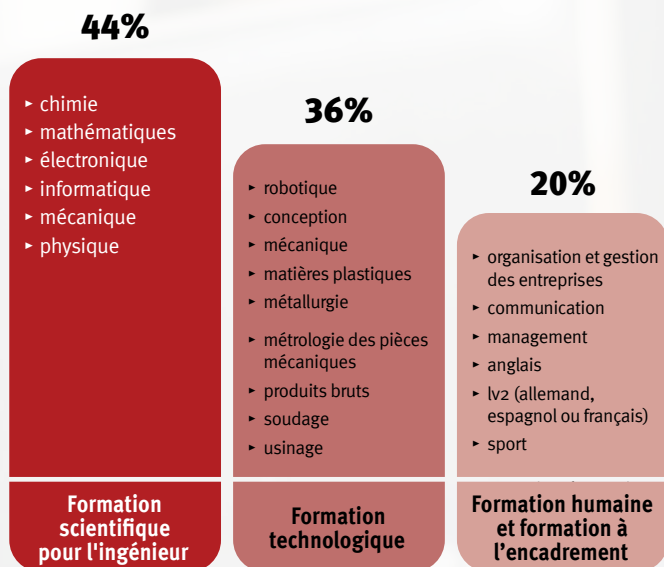 44%
▸ chimie
▸ mathématiques
▸ électronique
▸ informatique
▸ mécanique
▸ physique
Formation
scientifique
pour l'ingénieur
36%
▸ robotique
▸ conception
▸ mécanique
▸ matières plastiques
▸ métallurgie
▸ métrologie des pièces
mécaniques
▸ produits bruts
▸ soudage
▸ usinage
Formation
technologique
20%
▸ organisation et gestion
des entreprises
▸ communication
▸ management
▸ anglais
▸ lv2 (allemand,
espagnol ou français)
▸ sport
Formation humaine
et formation à
l’encadrement